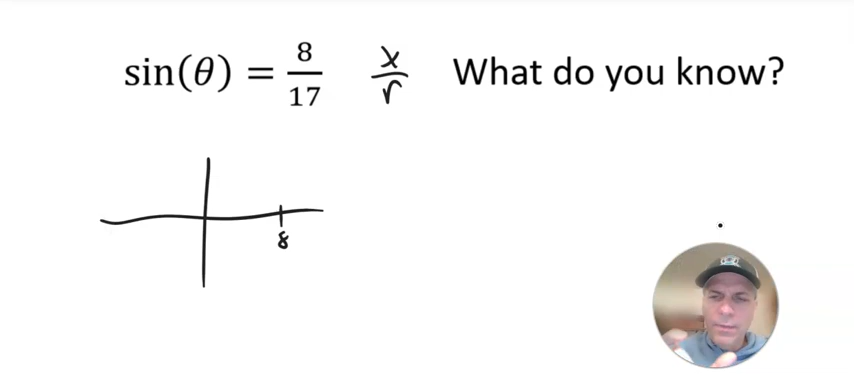 sin(θ) = 8/17 x/r What do you know?
8